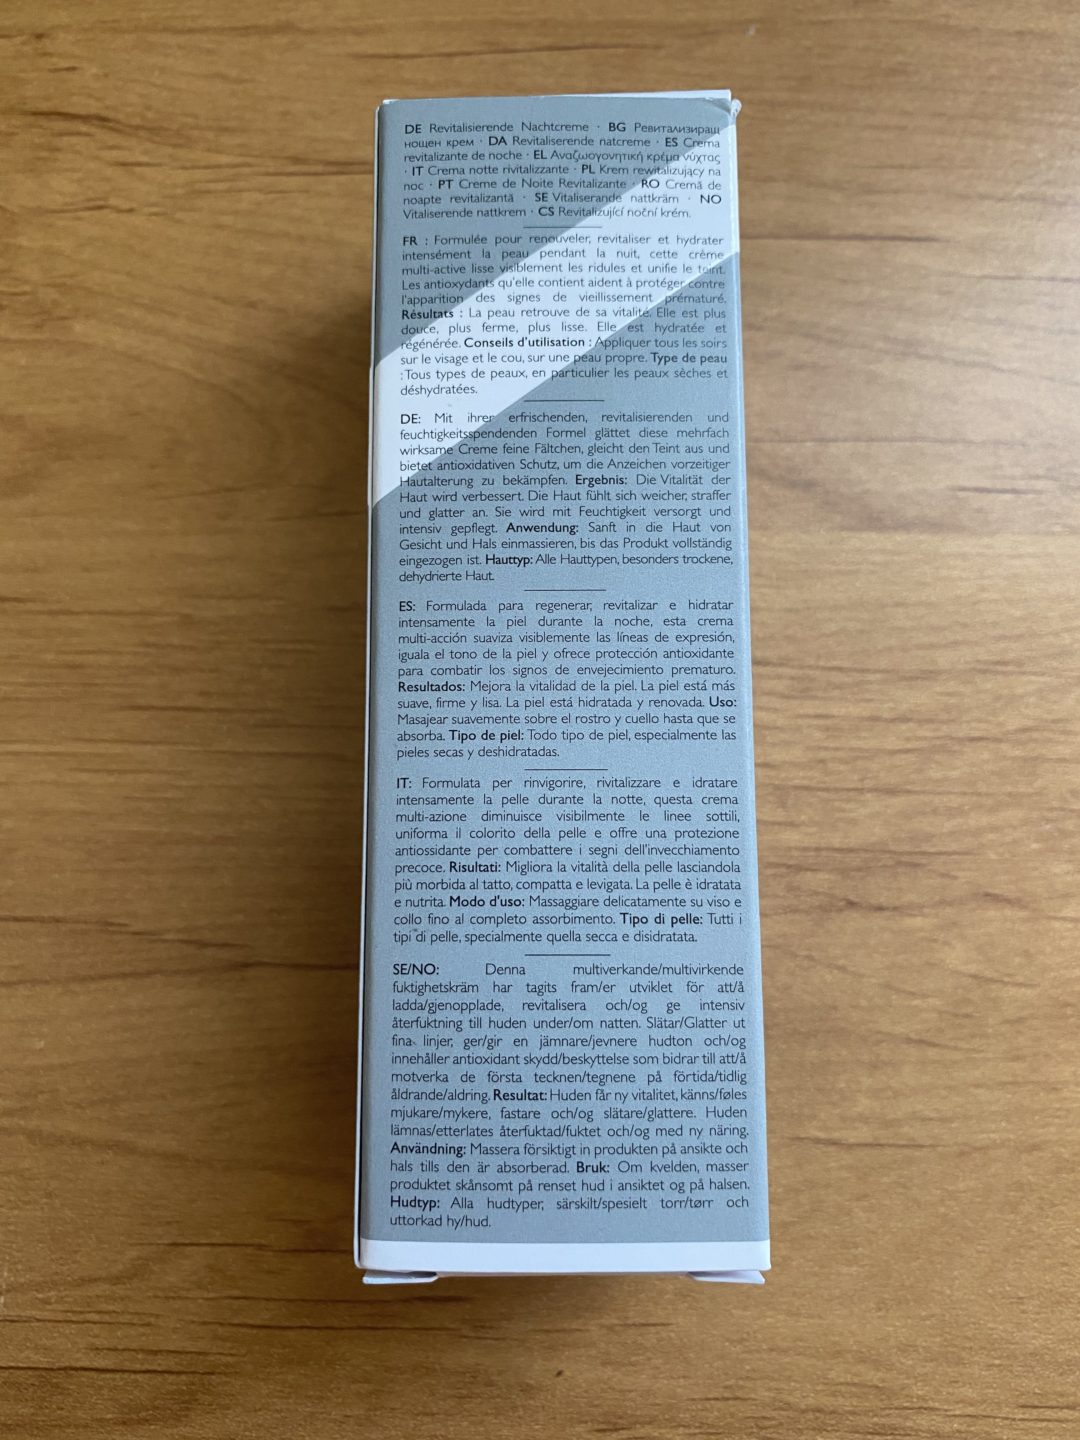 DE Revitalisierende Nachtcreme · BG Ревитализиращ
нощен крем · DA Revitaliserende natcreme · ES Crema
revitalizante de noche · EL Αναζωογονητική κρέμα νύχτας
· IT Crema notte rivitalizzante · PL Krem rewitalizujący na
noc · PT Creme de Noite Revitalizante · RO Cremă de
noapte revitalizantă · SE Vitaliserande nattkräm · NO
Vitaliserende nattkrem · CS Revitalizující noční krém.
FR : Formulée pour renouveler, revitaliser et hydrater
intensément la peau pendant la nuit, cette crème
multi-active lisse visiblement les ridules et unifie le teint.
Les antioxydants qu'elle contient aident à protéger contre
l'apparition des signes de vieillissement prématuré.
Résultats : La peau retrouve de sa vitalité. Elle est plus
douce, plus ferme, plus lisse. Elle est hydratée et
régénérée. Conseils d'utilisation : Appliquer tous les soirs
sur le visage et le cou, sur une peau propre. Type de peau
: Tous types de peaux, en particulier les peaux sèches et
déshydratées.
DE: Mit ihrer erfrischenden, revitalisierenden und
feuchtigkeitsspendenden Formel glättet diese mehrfach
wirksame Creme feine Fältchen, gleicht den Teint aus und
bietet antioxidativen Schutz, um die Anzeichen vorzeitiger
Hautalterung zu bekämpfen. Ergebnis: Die Vitalität der
Haut wird verbessert. Die Haut fühlt sich weicher, straffer
und glatter an. Sie wird mit Feuchtigkeit versorgt und
intensiv gepflegt. Anwendung: Sanft in die Haut von
Gesicht und Hals einmassieren, bis das Produkt vollständig
eingezogen ist. Hauttyp: Alle Hauttypen, besonders trockene,
dehydrierte Haut.
ES: Formulada para regenerar, revitalizar e hidratar
intensamente la piel durante la noche, esta crema
multi-acción suaviza visiblemente las líneas de expresión,
iguala el tono de la piel y ofrece protección antioxidante
para combatir los signos de envejecimiento prematuro.
Resultados: Mejora la vitalidad de la piel. La piel está más
suave, firme y lisa. La piel está hidratada y renovada. Uso:
Masajear suavemente sobre el rostro y cuello hasta que se
absorba. Tipo de piel: Todo tipo de piel, especialmente las
pieles secas y deshidratadas.
IT: Formulata per rinvigorire, rivitalizzare e idratare
intensamente la pelle durante la notte, questa crema
multi-azione diminuisce visibilmente le linee sottili,
uniforma il colorito della pelle e offre una protezione
antiossidante per combattere i segni dell'invecchiamento
precoce. Risultati: Migliora la vitalità della pelle lasciandola
più morbida al tatto, compatta e levigata. La pelle è idratata
e nutrita. Modo d'uso: Massaggiare delicatamente su viso e
collo fino al completo assorbimento. Tipo di pelle: Tutti i
tipi di pelle, specialmente quella secca e disidratata.
SE/NO: Denna multiverkande/multivirkende
fuktighetskräm har tagits fram/er utviklet för att/å
ladda/gjenopplade, revitalisera och/og ge intensiv
återfuktning till huden under/om natten. Slätar/Glatter ut
fina linjer, ger/gir en jämnare/jevnere hudton och/og
innehåller antioxidant skydd/beskyttelse som bidrar till att/å
motverka de första tecknen/tegnene på förtida/tidlig
åldrande/aldring. Resultat: Huden får ny vitalitet, känns/føles
mjukare/mykere, fastare och/og slätare/glattere. Huden
lämnas/etterlates återfuktad/fuktet och/og med ny näring.
Användning: Massera försiktigt in produkten på ansikte och
hals tills den är absorberad. Bruk: Om kvelden, masser
produktet skånsomt på renset hud i ansiktet og på halsen.
Hudtyp: Alla hudtyper, särskilt/spesielt torr/tørr och
uttorkad hy/hud.